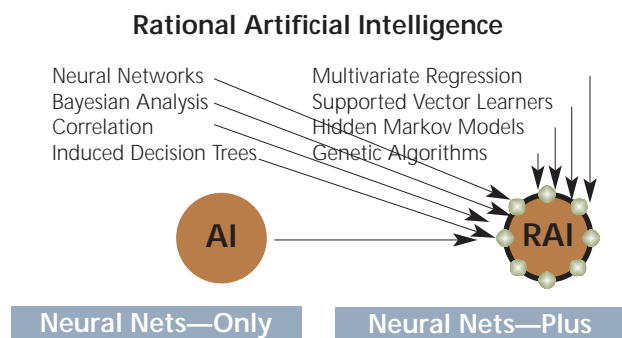 Rational Artificial Intelligence
Neural Networks
Bayesian Analysis
Correlation
Induced Decision Trees
Multivariate Regression
Supported Vector Learners
Hidden Markov Models
Genetic Algorithms
AI
RAI
Neural Nets—Only
Neural Nets—Plus